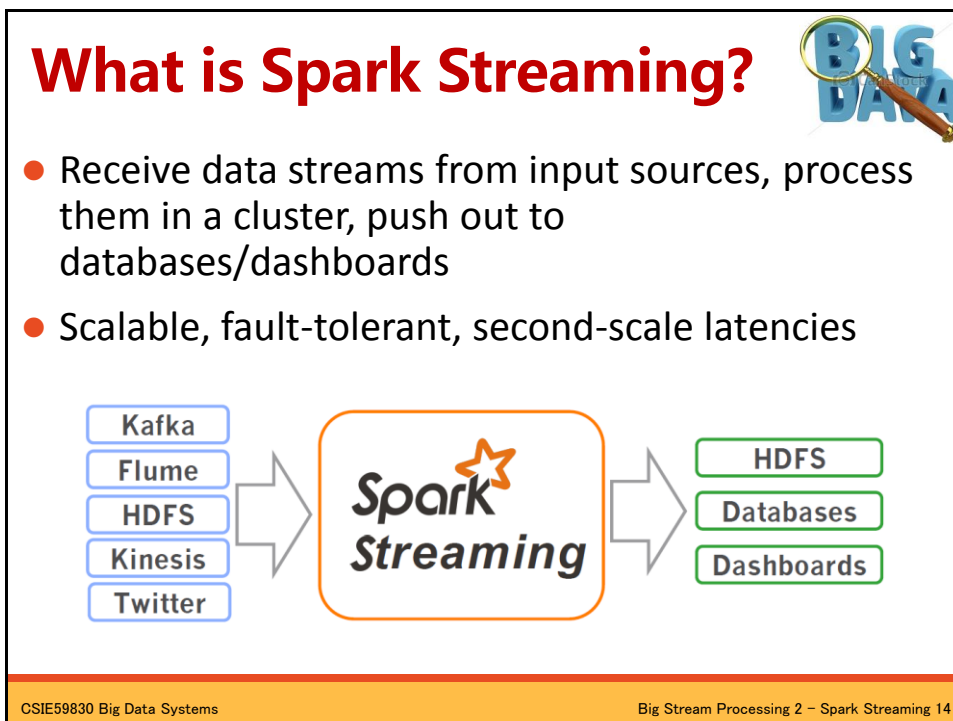 What is Spark Streaming?
BIG
DATA
Receive data streams from input sources, process
them in a cluster, push out to
databases/dashboards
Scalable, fault-tolerant, second-scale latencies
Kafka
Flume
HDFS
Kinesis
Twitter
Spark
Streaming
HDFS
Databases
Dashboards
CSIE59830 Big Data Systems
Big Stream Processing 2 – Spark Streaming 14